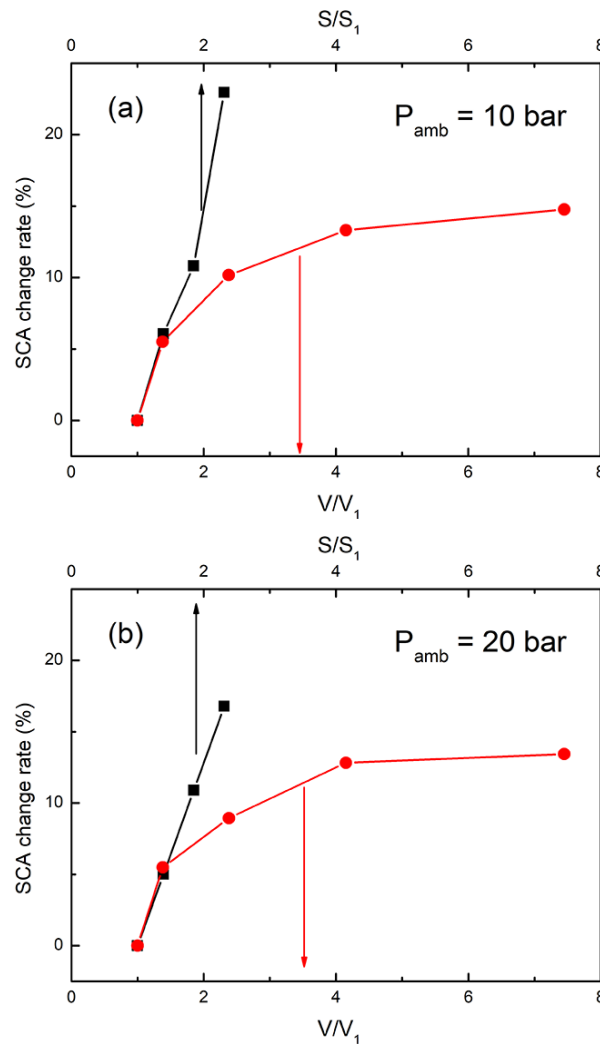 S/S₁
0 2 4 6 8
(a)
P_amb = 10 bar
20
10
0
SCA change rate (%)
0 2 4 6 8
V/V₁
S/S₁
0 2 4 6 8
(b)
P_amb = 20 bar
20
10
0
SCA change rate (%)
0 2 4 6 8
V/V₁